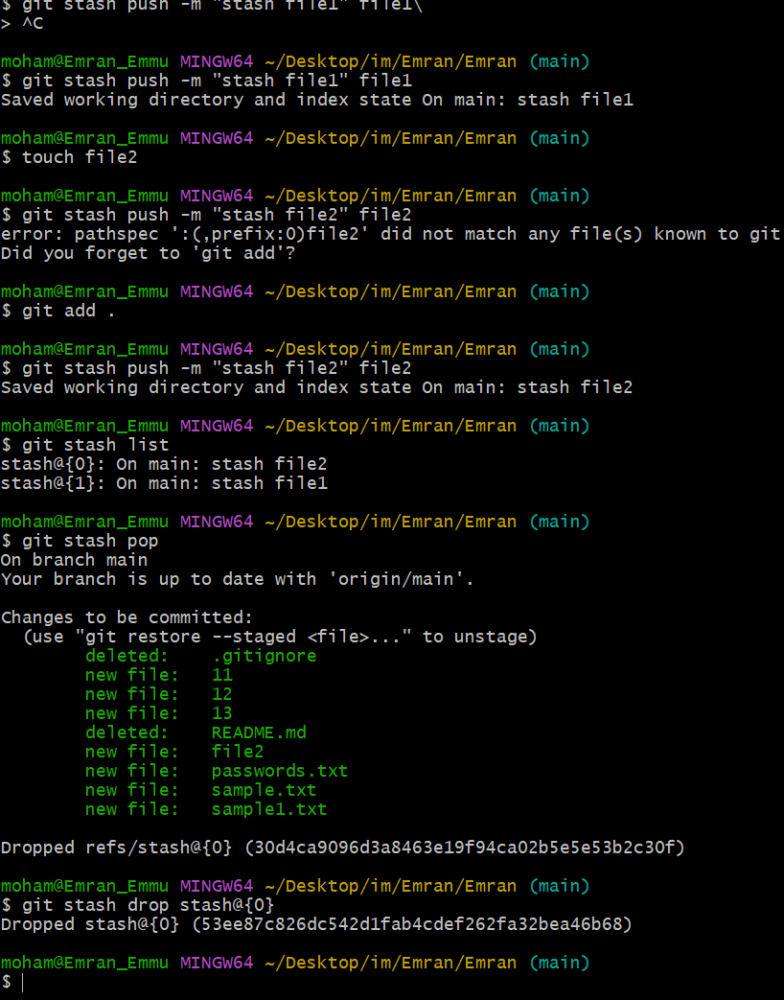 $ git stash push -m "stash file1" file1\
> ^C

moham@Emran_Emmu MINGW64 ~/Desktop/im/Emran/Emran (main)
$ git stash push -m "stash file1" file1
Saved working directory and index state On main: stash file1

moham@Emran_Emmu MINGW64 ~/Desktop/im/Emran/Emran (main)
$ touch file2

moham@Emran_Emmu MINGW64 ~/Desktop/im/Emran/Emran (main)
$ git stash push -m "stash file2" file2
error: pathspec ':(,prefix:0)file2' did not match any file(s) known to git
Did you forget to 'git add'?

moham@Emran_Emmu MINGW64 ~/Desktop/im/Emran/Emran (main)
$ git add .

moham@Emran_Emmu MINGW64 ~/Desktop/im/Emran/Emran (main)
$ git stash push -m "stash file2" file2
Saved working directory and index state On main: stash file2

moham@Emran_Emmu MINGW64 ~/Desktop/im/Emran/Emran (main)
$ git stash list
stash@{0}: On main: stash file2
stash@{1}: On main: stash file1

moham@Emran_Emmu MINGW64 ~/Desktop/im/Emran/Emran (main)
$ git stash pop
On branch main
Your branch is up to date with 'origin/main'.

Changes to be committed:
  (use "git restore --staged <file>..." to unstage)
        deleted:    .gitignore
        new file:   11
        new file:   12
        new file:   13
        deleted:    README.md
        new file:   file2
        new file:   passwords.txt
        new file:   sample.txt
        new file:   sample1.txt

Dropped refs/stash@{0} (30d4ca9096d3a8463e19f94ca02b5e5e53b2c30f)

moham@Emran_Emmu MINGW64 ~/Desktop/im/Emran/Emran (main)
$ git stash drop stash@{0}
Dropped stash@{0} (53ee87c826dc542d1fab4cdef262fa32bea46b68)

moham@Emran_Emmu MINGW64 ~/Desktop/im/Emran/Emran (main)
$